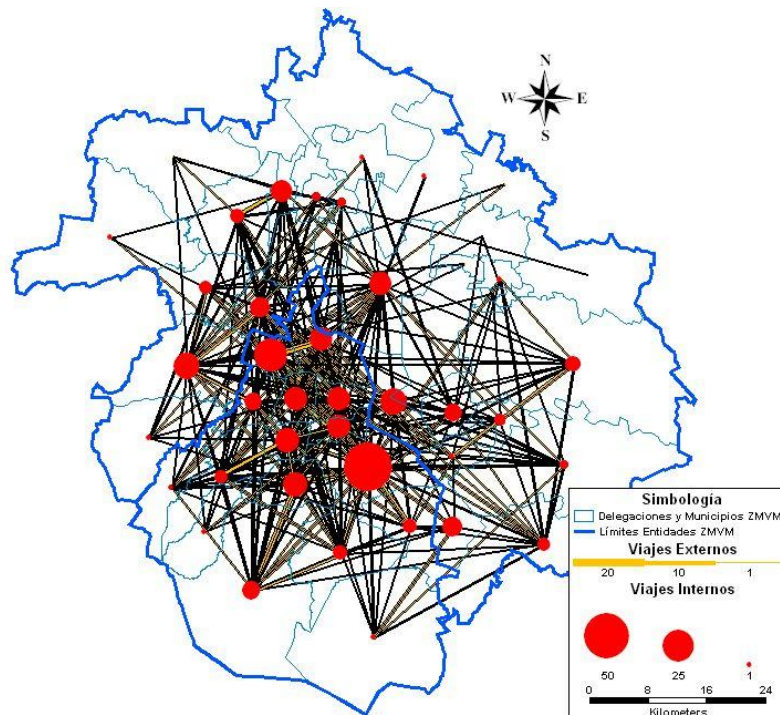 N
W E
S
Simbología
Delegaciones y Municipios ZMVM
Límites Entidades ZMVM
Viajes Externos
20 10 1
Viajes Internos
50 25 1
0 8 16 24
Kilometers